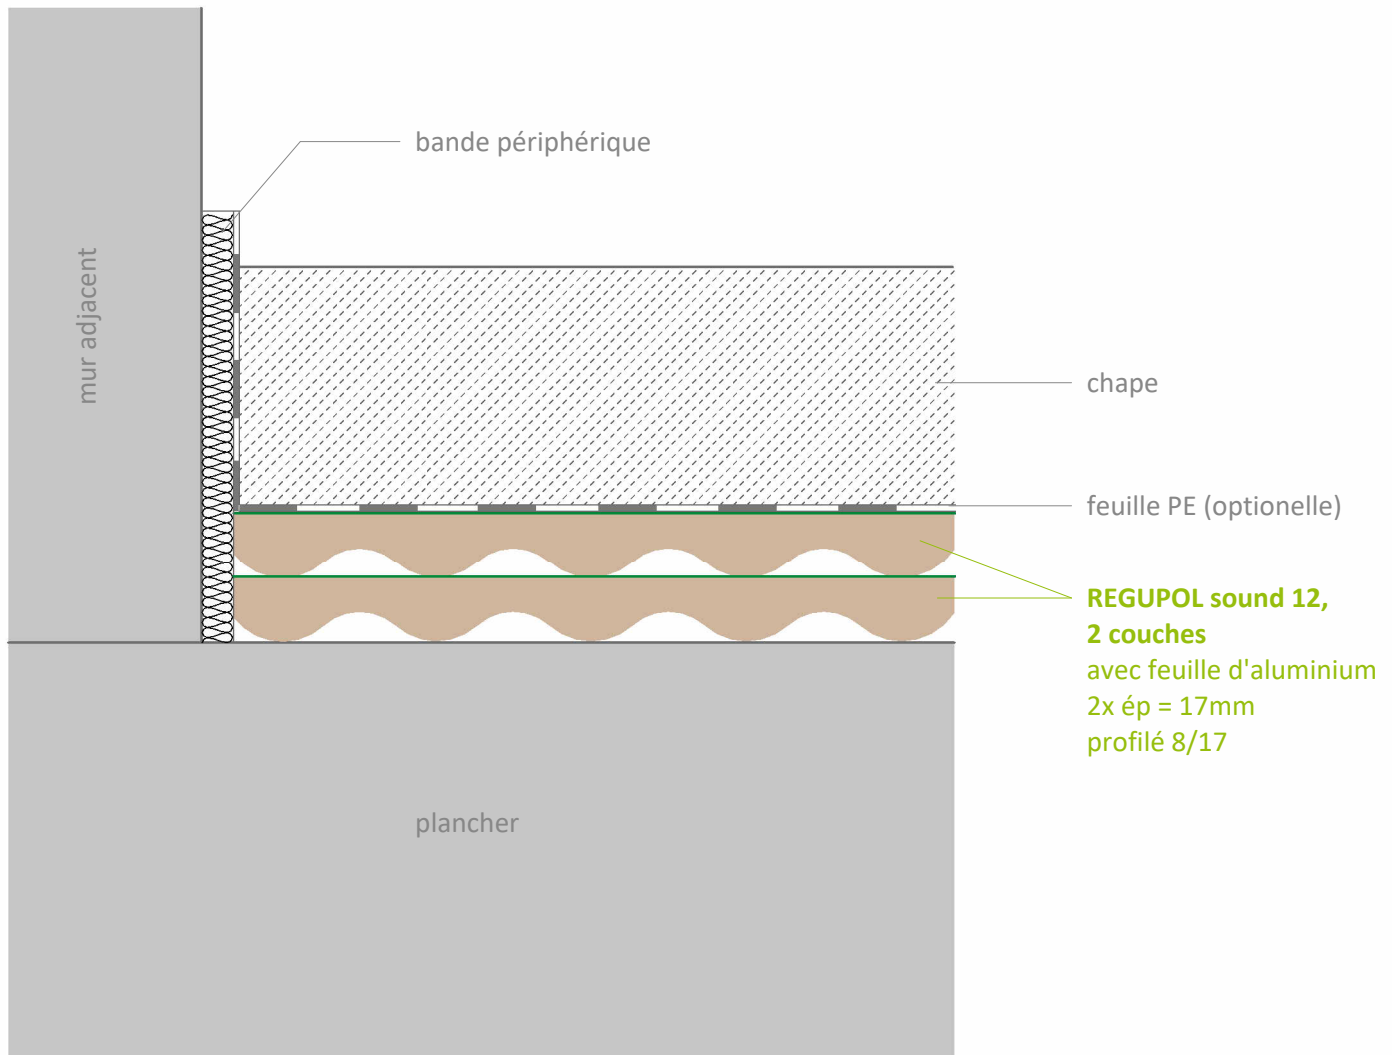 bande périphérique
mur adjacent
chape
feuille PE (optionelle)
REGUPOL sound 12,
2 couches
avec feuille d'aluminium
2x ép = 17mm
profilé 8/17
plancher